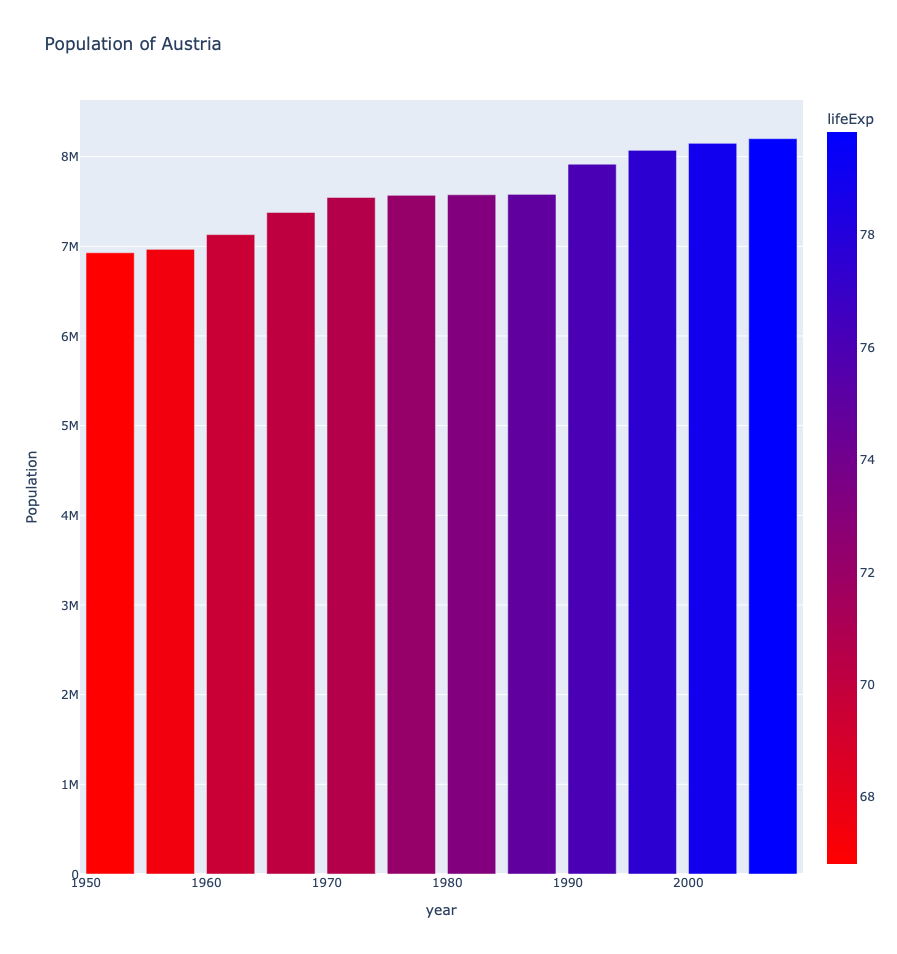 Population of Austria
lifeExp
8M
7M
6M
5M
4M
3M
2M
1M
0
Population
1950
1960
1970
1980
1990
2000
year
78
76
74
72
70
68